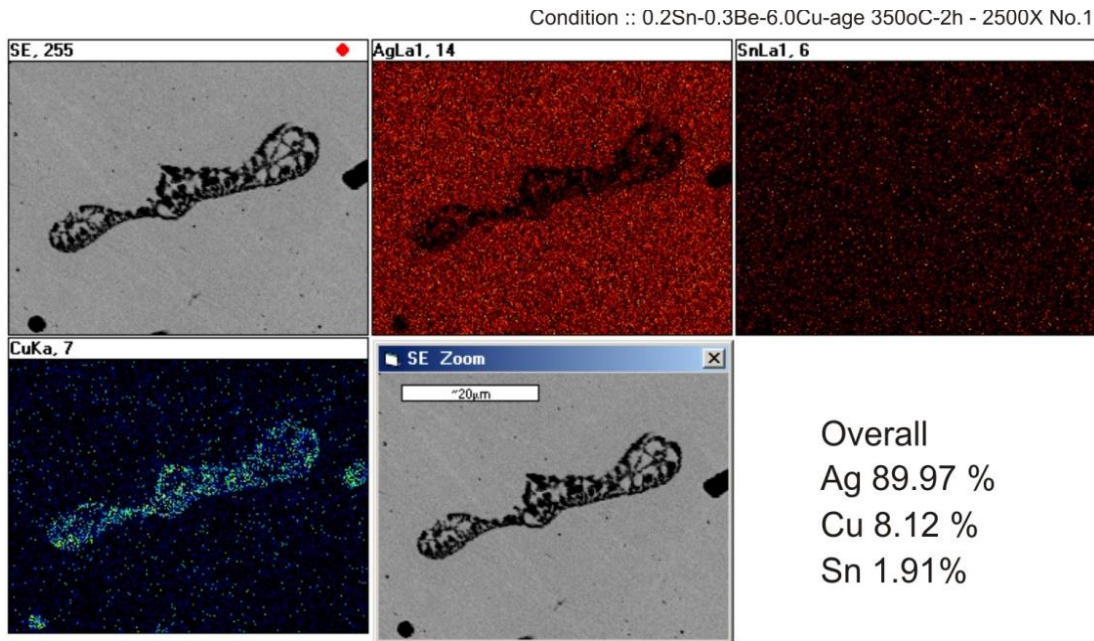 Condition :: 0.2Sn-0.3Be-6.0Cu-age 350oC-2h - 2500X No.1
SE, 255
AgLa1, 14
SnLa1, 6
CuKa, 7
SE Zoom
~20µm
Overall
Ag 89.97 %
Cu 8.12 %
Sn 1.91%